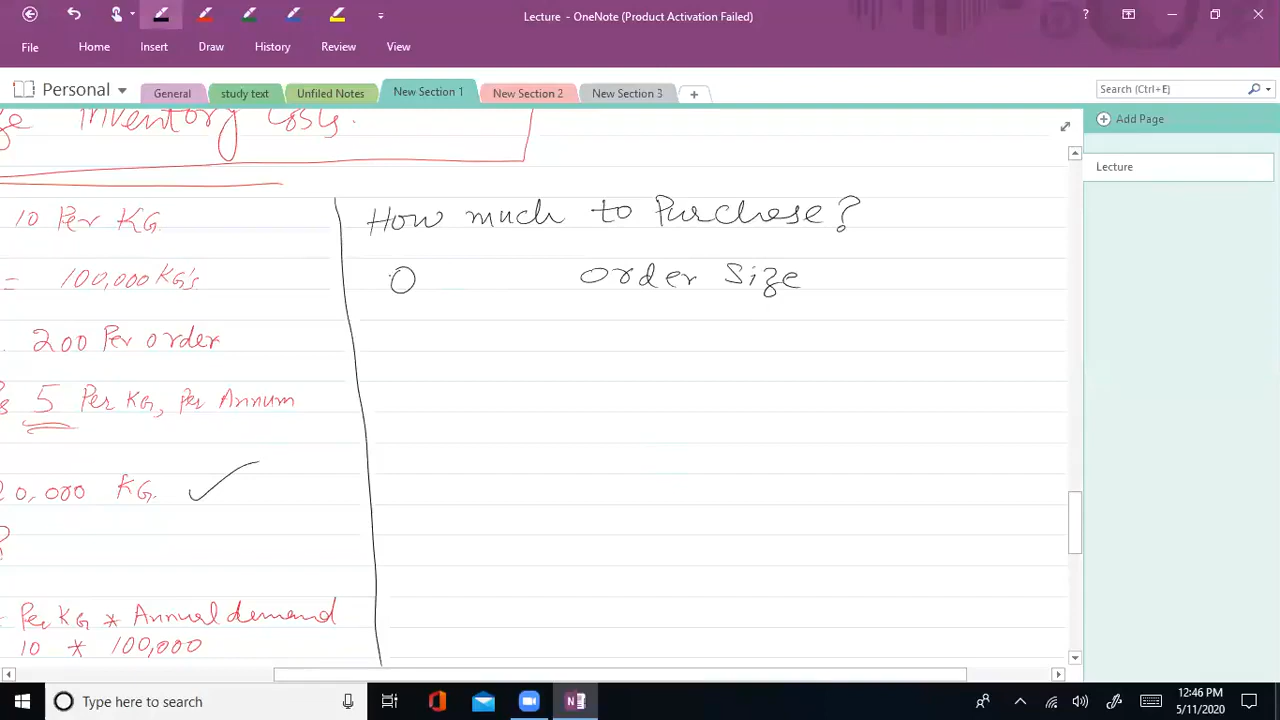 Lecture - OneNote (Product Activation Failed)
File Home Insert Draw History Review View
Personal General study text Unfiled Notes New Section 1 New Section 2 New Section 3
Search (Ctrl+E)
Add Page
Lecture
Inventory Costs.
10 Per KG.
= 100,000 KG's
200 Per order
5 Per KG, per Annum
0,000 KG.
?
= Per KG * Annual demand
10 * 100,000
How much to Purchase?
O Order Size
Type here to search
12:46 PM
5/11/2020